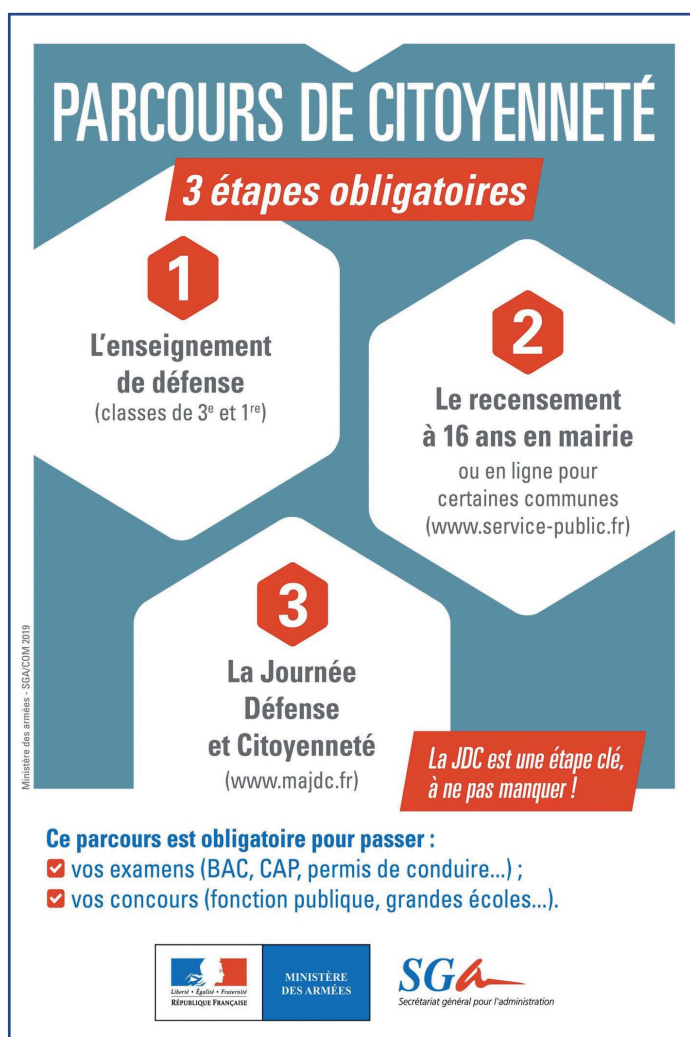 PARCOURS DE CITOYENNETÉ
3 étapes obligatoires
1
L'enseignement
de défense
(classes de 3e et 1re)
2
Le recensement
à 16 ans en mairie
ou en ligne pour
certaines communes
(www.service-public.fr)
3
La Journée
Défense
et Citoyenneté
(www.majdc.fr)
La JDC est une étape clé,
à ne pas manquer !
Ministère des armées - SGA/COM 2019
Ce parcours est obligatoire pour passer :
vos examens (BAC, CAP, permis de conduire...) ;
vos concours (fonction publique, grandes écoles...).
Liberté • Égalité • Fraternité
RÉPUBLIQUE FRANÇAISE
MINISTÈRE
DES ARMÉES
SGA
Secrétariat général pour l'administration